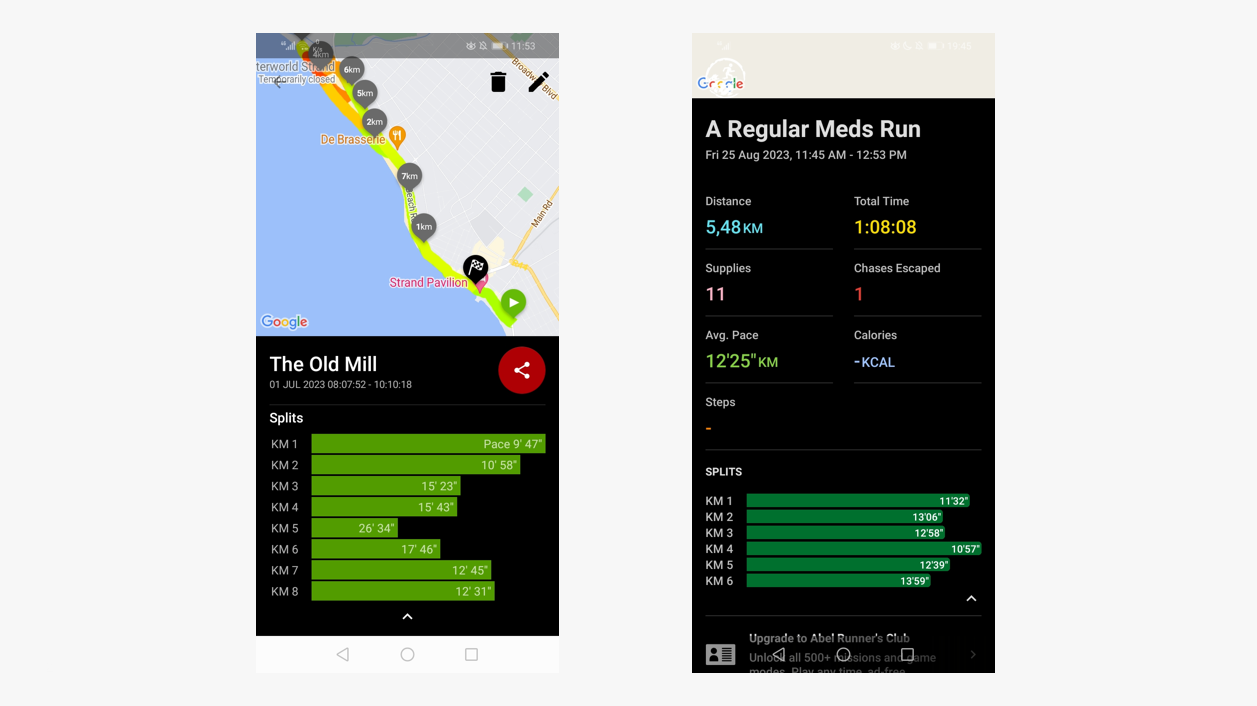 11:53
4km
terworld Strand
Temporarily closed
6km
Broadw
Blvd
5km
2km
De Brasserie
7km
each R
Main Rd
1km
Strand Pavilion
Google
The Old Mill
01 JUL 2023 08:07:52 - 10:10:18
Splits
KM 1 Pace 9' 47"
KM 2 10' 58"
KM 3 15' 23"
KM 4 15' 43"
KM 5 26' 34"
KM 6 17' 46"
KM 7 12' 45"
KM 8 12' 31"
Google
A Regular Meds Run
Fri 25 Aug 2023, 11:45 AM - 12:53 PM
Distance Total Time
5,48 KM 1:08:08
Supplies Chases Escaped
11 1
Avg. Pace Calories
12'25" KM - KCAL
Steps
-
SPLITS
KM 1 11'32"
KM 2 13'06"
KM 3 12'58"
KM 4 10'57"
KM 5 12'39"
KM 6 13'59"
Upgrade to Abel Runner's Club
Unlock all 500+ missions and game
modes. Play any time, ad-free